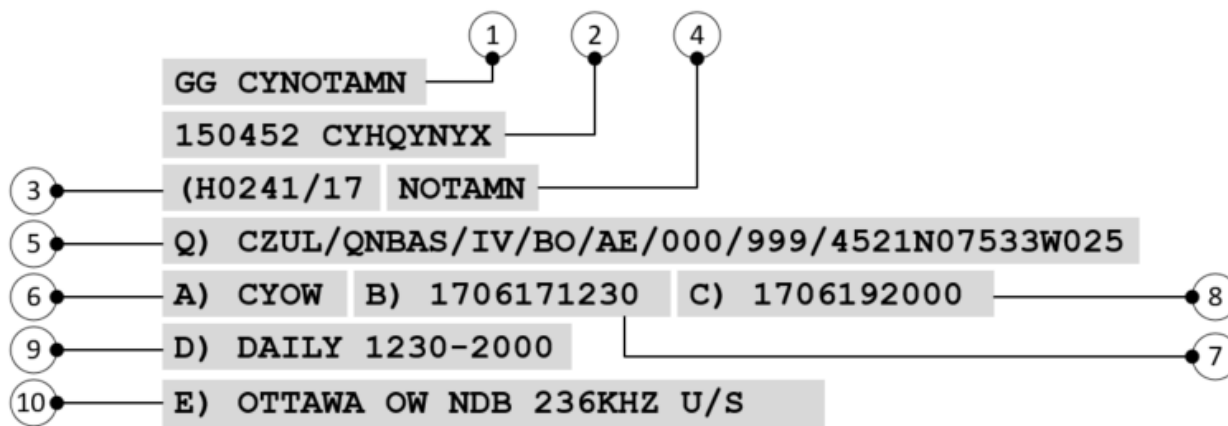 1 2 4
GG CYNOTAMN
150452 CYHQYNYX
3 (H0241/17 NOTAMN
5 Q) CZUL/QNBAS/IV/BO/AE/000/999/4521N07533W025
6 A) CYOW B) 1706171230 C) 1706192000 8
9 D) DAILY 1230-2000 7
10 E) OTTAWA OW NDB 236KHZ U/S